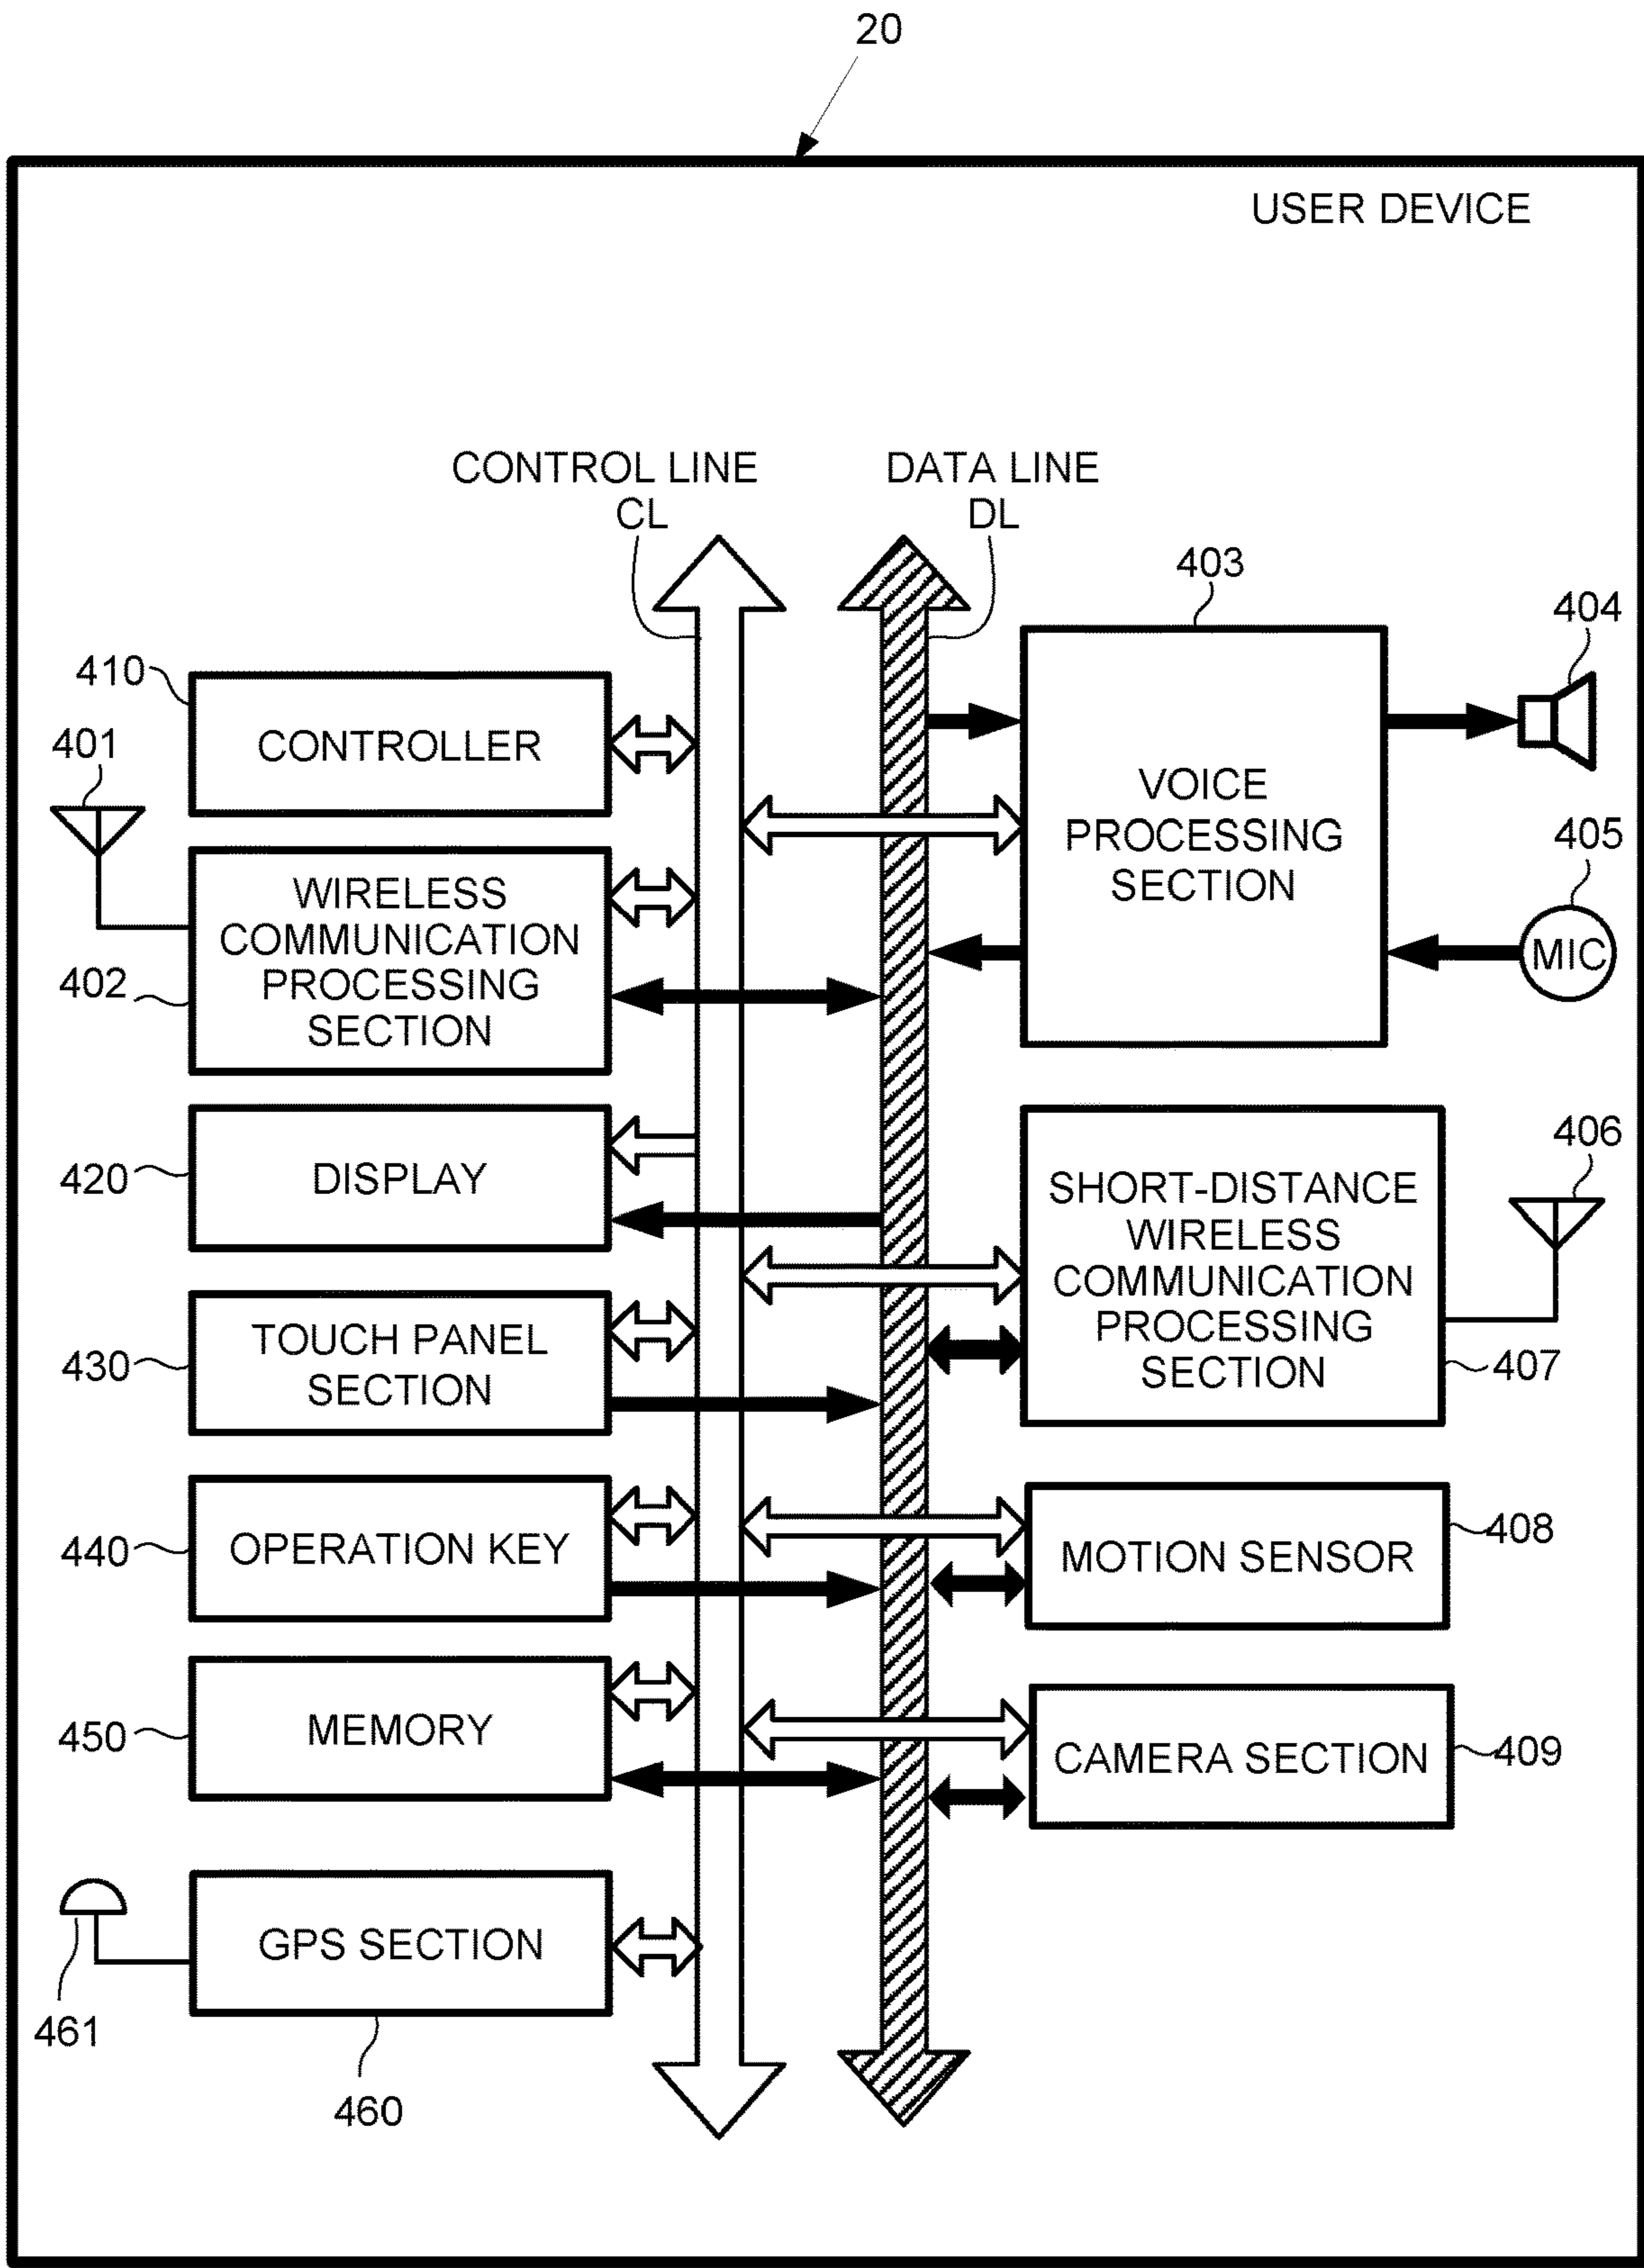 20
USER DEVICE
CONTROL LINE
CL
DATA LINE
DL
410
CONTROLLER
401
WIRELESS
COMMUNICATION
PROCESSING
SECTION
402
420
DISPLAY
430
TOUCH PANEL
SECTION
440
OPERATION KEY
450
MEMORY
461
GPS SECTION
460
403
VOICE
PROCESSING
SECTION
404
405
MIC
406
SHORT-DISTANCE
WIRELESS
COMMUNICATION
PROCESSING
SECTION
407
MOTION SENSOR
408
CAMERA SECTION
409